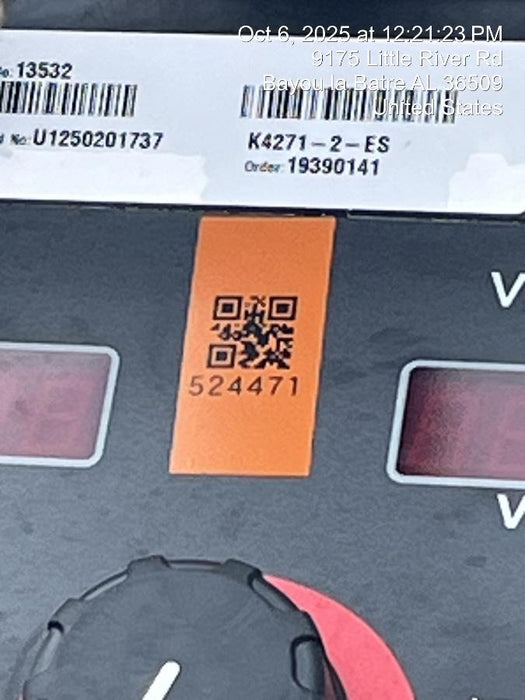 Oct 6, 2025 at 12:21:23 PM
9175 Little River Rd
Bayou la Batre AL 36509
United States
13532
No: U1250201737
K4271-2-ES
Order: 19390141
524471
V
V